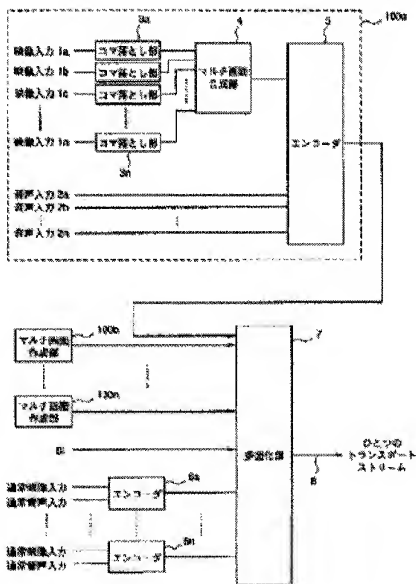 3a
4
5
100a
映像入力 1a
コマ落とし部
映像入力 1b
コマ落とし部
映像入力 1c
コマ落とし部
映像入力 1n
コマ落とし部
3n
マルチ画面
合成部
エンコーダ
音声入力 2a
音声入力 2b
音声入力 2n
100b
マルチ画面
作成部
100n
マルチ画面
作成部
7
多重化部
8
ひとつの
トランスポート
ストリーム
6a
通常映像入力
通常音声入力
エンコーダ
6n
通常映像入力
通常音声入力
エンコーダ